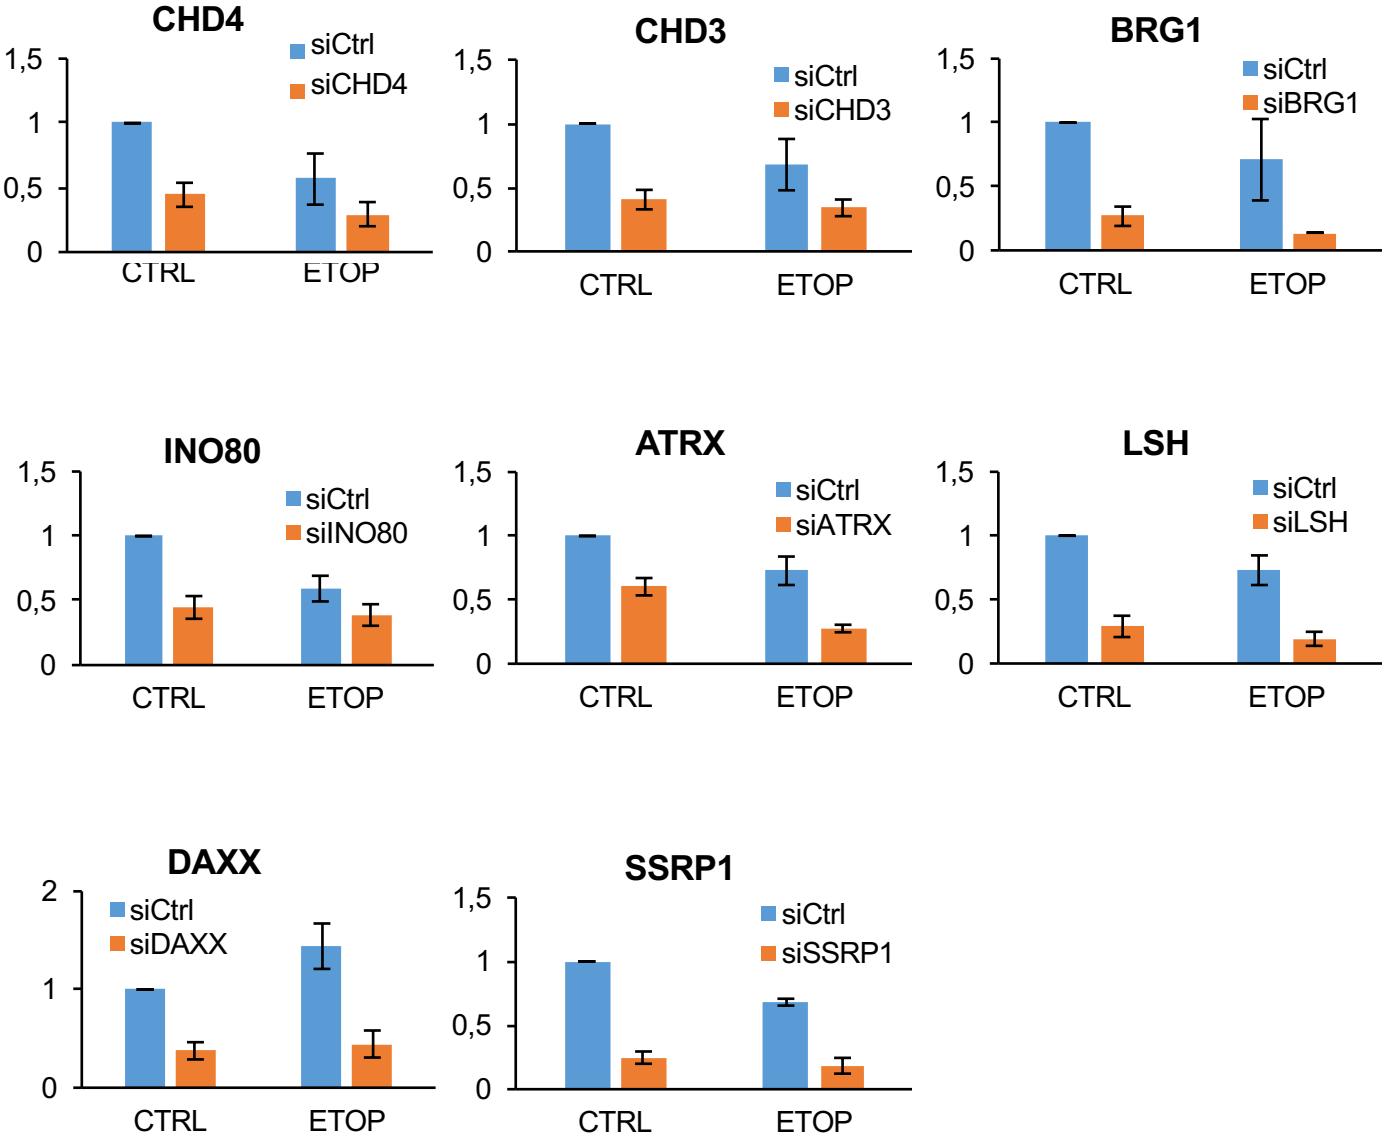 CHD4
siCtrl
siCHD4
1,5
1
0,5
0
CTRL ETOP
CHD3
siCtrl
siCHD3
1,5
1
0,5
0
CTRL ETOP
BRG1
siCtrl
siBRG1
1,5
1
0,5
0
CTRL ETOP
INO80
siCtrl
siINO80
1,5
1
0,5
0
CTRL ETOP
ATRX
siCtrl
siATRX
1,5
1
0,5
0
CTRL ETOP
LSH
siCtrl
siLSH
1,5
1
0,5
0
CTRL ETOP
DAXX
siCtrl
siDAXX
2
1
0
CTRL ETOP
SSRP1
siCtrl
siSSRP1
1,5
1
0,5
0
CTRL ETOP